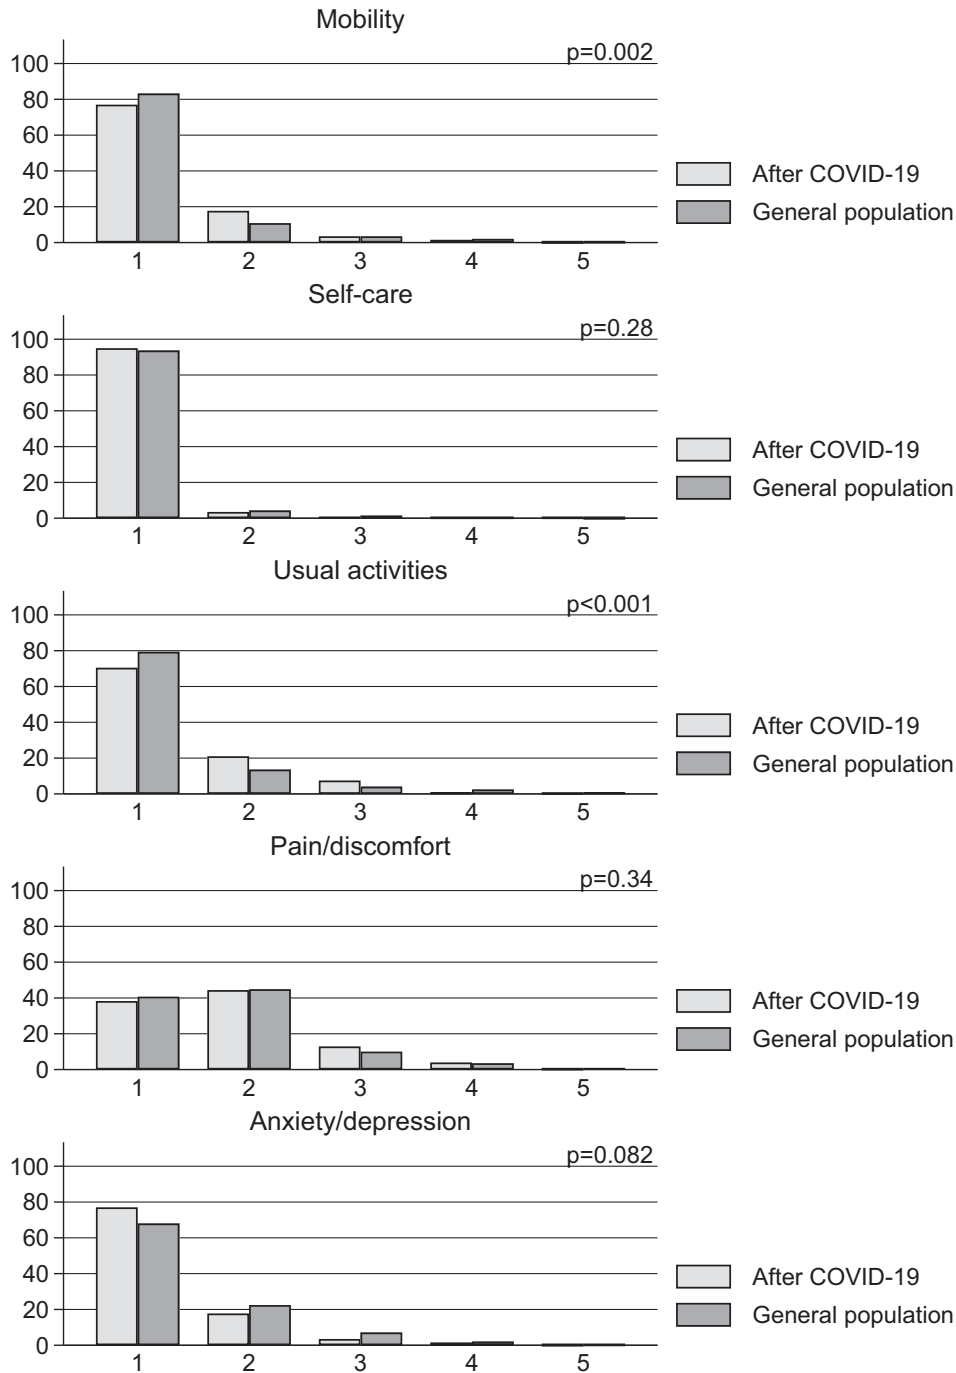 Mobility
p=0.002
100
80
60
40
20
0
1 2 3 4 5
After COVID-19
General population
Self-care
p=0.28
100
80
60
40
20
0
1 2 3 4 5
After COVID-19
General population
Usual activities
p<0.001
100
80
60
40
20
0
1 2 3 4 5
After COVID-19
General population
Pain/discomfort
p=0.34
100
80
60
40
20
0
1 2 3 4 5
After COVID-19
General population
Anxiety/depression
p=0.082
100
80
60
40
20
0
1 2 3 4 5
After COVID-19
General population